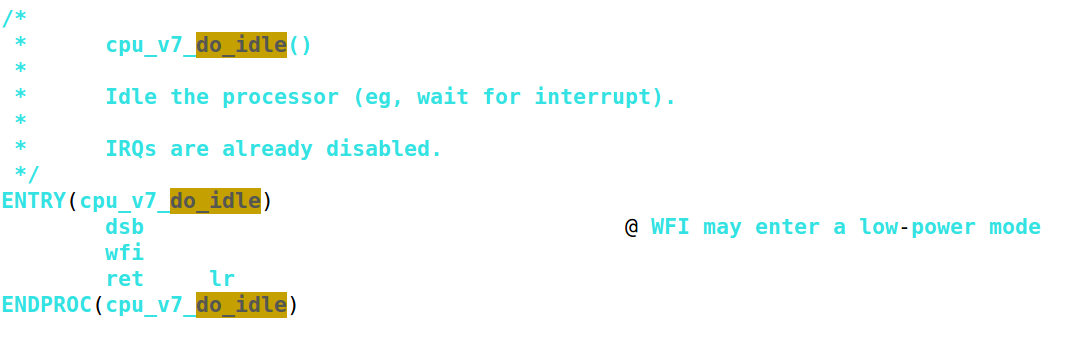 /*
 *      cpu_v7_do_idle()
 *
 *      Idle the processor (eg, wait for interrupt).
 *
 *      IRQs are already disabled.
 */
ENTRY(cpu_v7_do_idle)
        dsb                                     @ WFI may enter a low-power mode
        wfi
        ret     lr
ENDPROC(cpu_v7_do_idle)